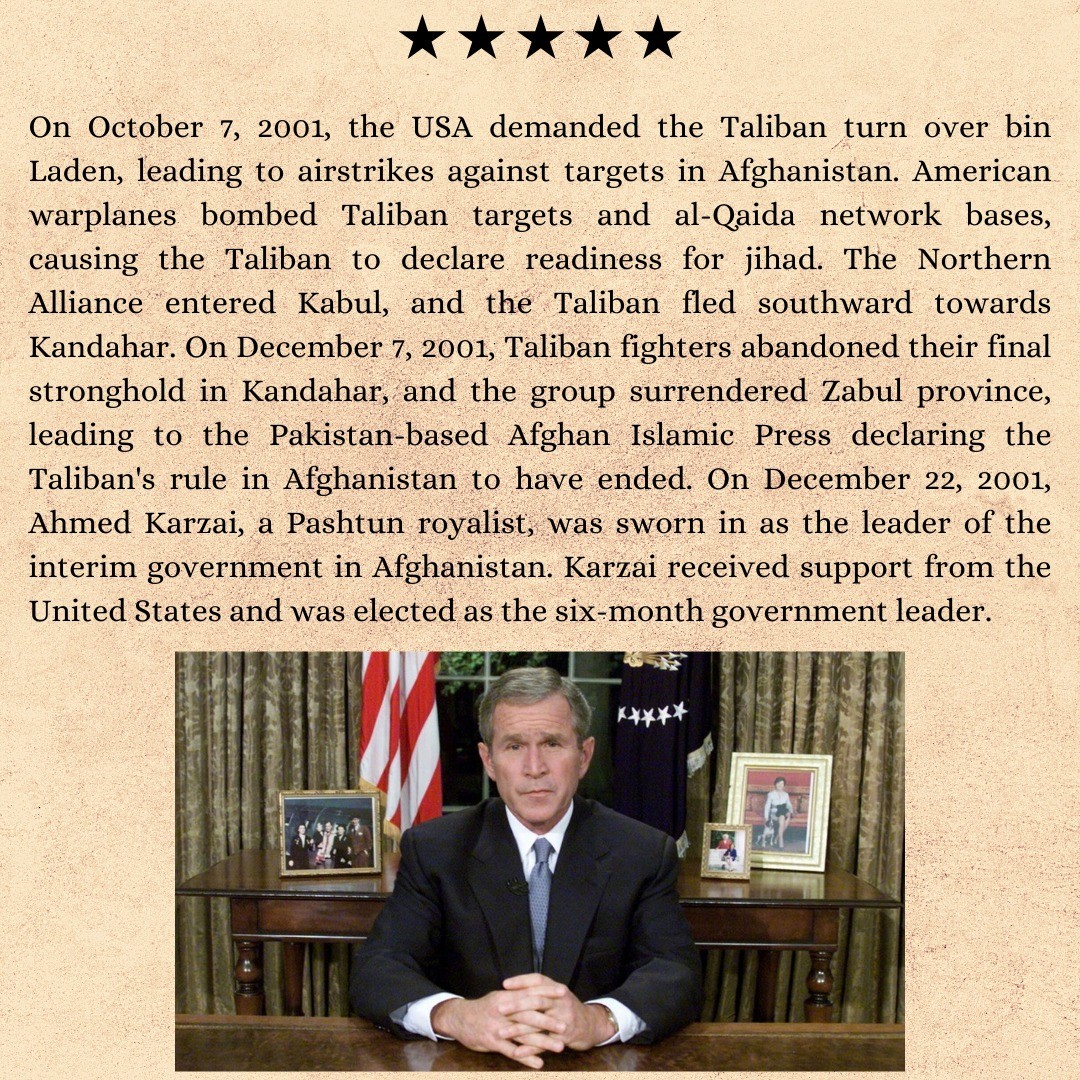 On October 7, 2001, the USA demanded the Taliban turn over bin
Laden, leading to airstrikes against targets in Afghanistan. American
warplanes bombed Taliban targets and al-Qaida network bases,
causing the Taliban to declare readiness for jihad. The Northern
Alliance entered Kabul, and the Taliban fled southward towards
Kandahar. On December 7, 2001, Taliban fighters abandoned their final
stronghold in Kandahar, and the group surrendered Zabul province,
leading to the Pakistan-based Afghan Islamic Press declaring the
Taliban's rule in Afghanistan to have ended. On December 22, 2001,
Ahmed Karzai, a Pashtun royalist, was sworn in as the leader of the
interim government in Afghanistan. Karzai received support from the
United States and was elected as the six-month government leader.